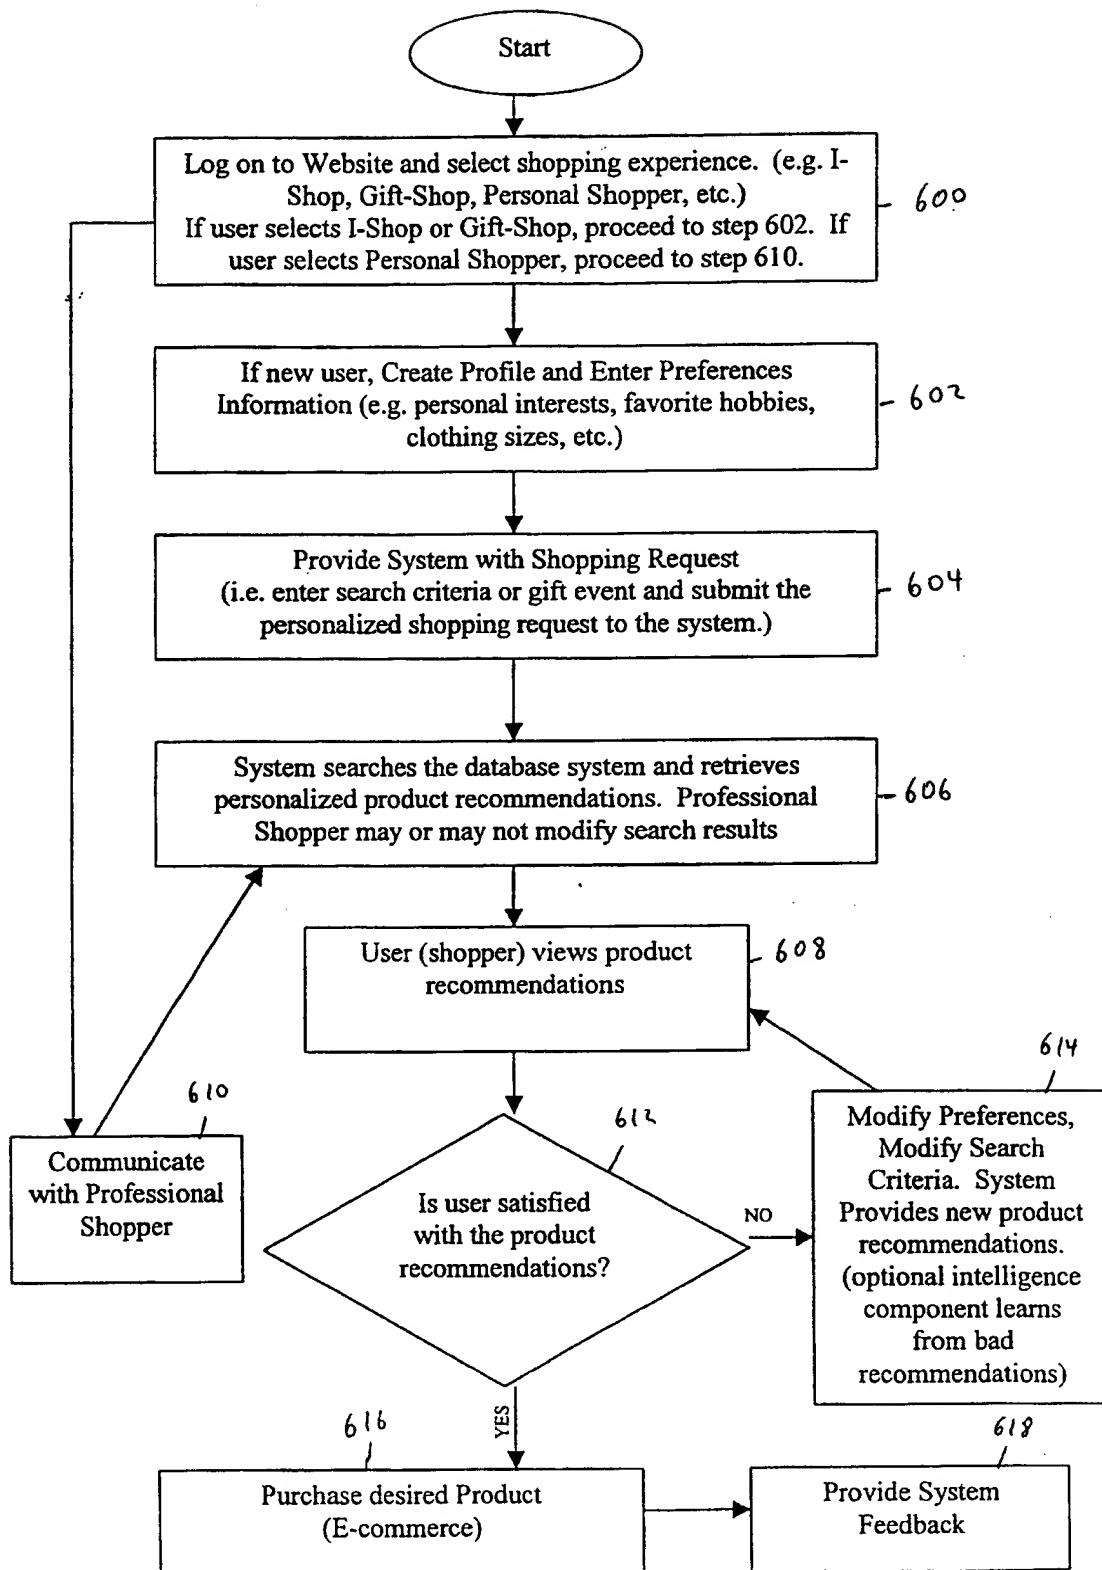 Start
Log on to Website and select shopping experience. (e.g. I-
Shop, Gift-Shop, Personal Shopper, etc.)
If user selects I-Shop or Gift-Shop, proceed to step 602. If
user selects Personal Shopper, proceed to step 610.
600
If new user, Create Profile and Enter Preferences
Information (e.g. personal interests, favorite hobbies,
clothing sizes, etc.)
602
Provide System with Shopping Request
(i.e. enter search criteria or gift event and submit the
personalized shopping request to the system.)
604
System searches the database system and retrieves
personalized product recommendations. Professional
Shopper may or may not modify search results
606
User (shopper) views product
recommendations
608
610
Communicate
with Professional
Shopper
612
Is user satisfied
with the product
recommendations?
NO
614
Modify Preferences,
Modify Search
Criteria. System
Provides new product
recommendations.
(optional intelligence
component learns
from bad
recommendations)
YES
616
Purchase desired Product
(E-commerce)
618
Provide System
Feedback